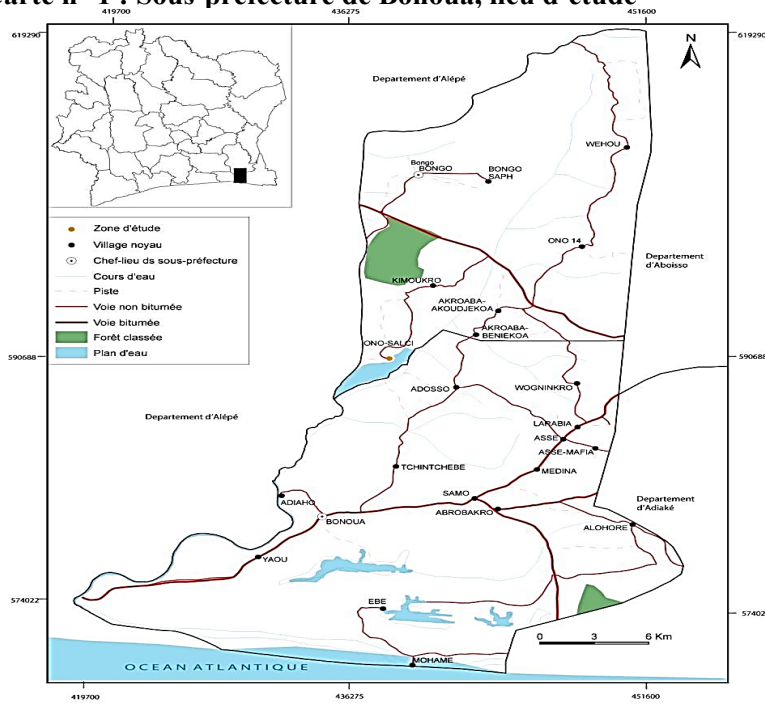 Carte n° 1 : Sous-préfecture de Bonoua, lieu d'étude
419700 436275 451600
619290 619290
N
Departement d'Alépé
WEHOU
Bongo
BONGO
BONGO
SAPH
Zone d'étude
Village noyau
Chef-lieu ds sous-préfecture
Cours d'eau
Piste
Voie non bitumée
Voie bitumée
Forêt classée
Plan d'eau
ONO 14
Departement
d'Aboisso
KIMOUKRO
AKROABA-
AKOUDJEKOA
AKROABA-
BENIEKOA
ONO-SALCI
590688 590688
ADOSSO
WOGNINKRO
Departement d'Alépé
LARABIA
ASSE
ASSE-MAFIA
TCHINTCHEBE
MEDINA
SAMO
ADIAHO
ABROBAKRO
Departement
d'Adiaké
BONOUA
ALOHORE
YAOU
574022 574022
EBE
0 3 6 Km
MOHAME
OCEAN ATLANTIQUE
419700 436275 451600